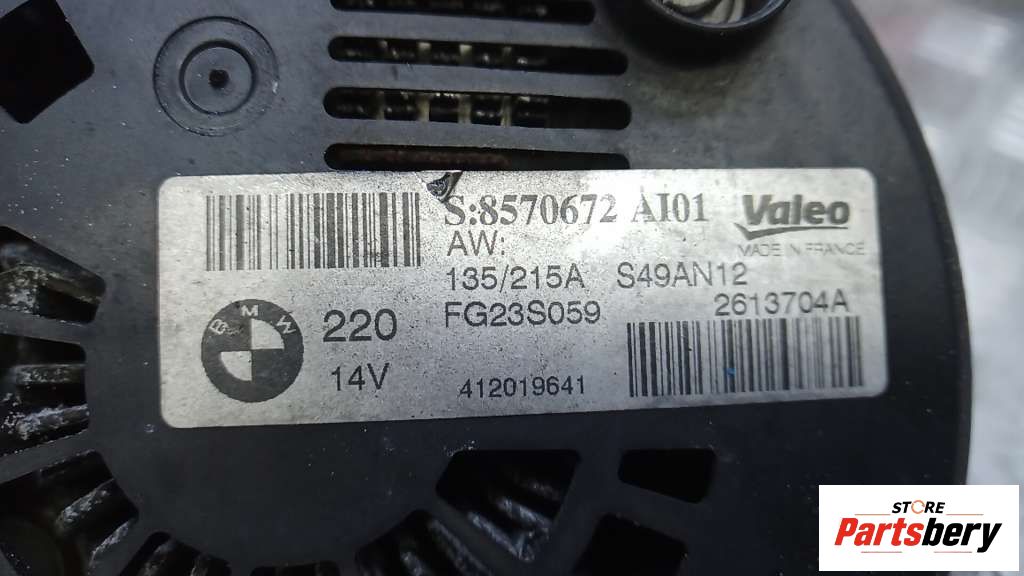 S:8570672 AI01
Valeo
MADE IN FRANCE
AW:
135/215A S49AN12
BMW
220
FG23S059
2613704A
14V
412019641
STORE
Partsbery